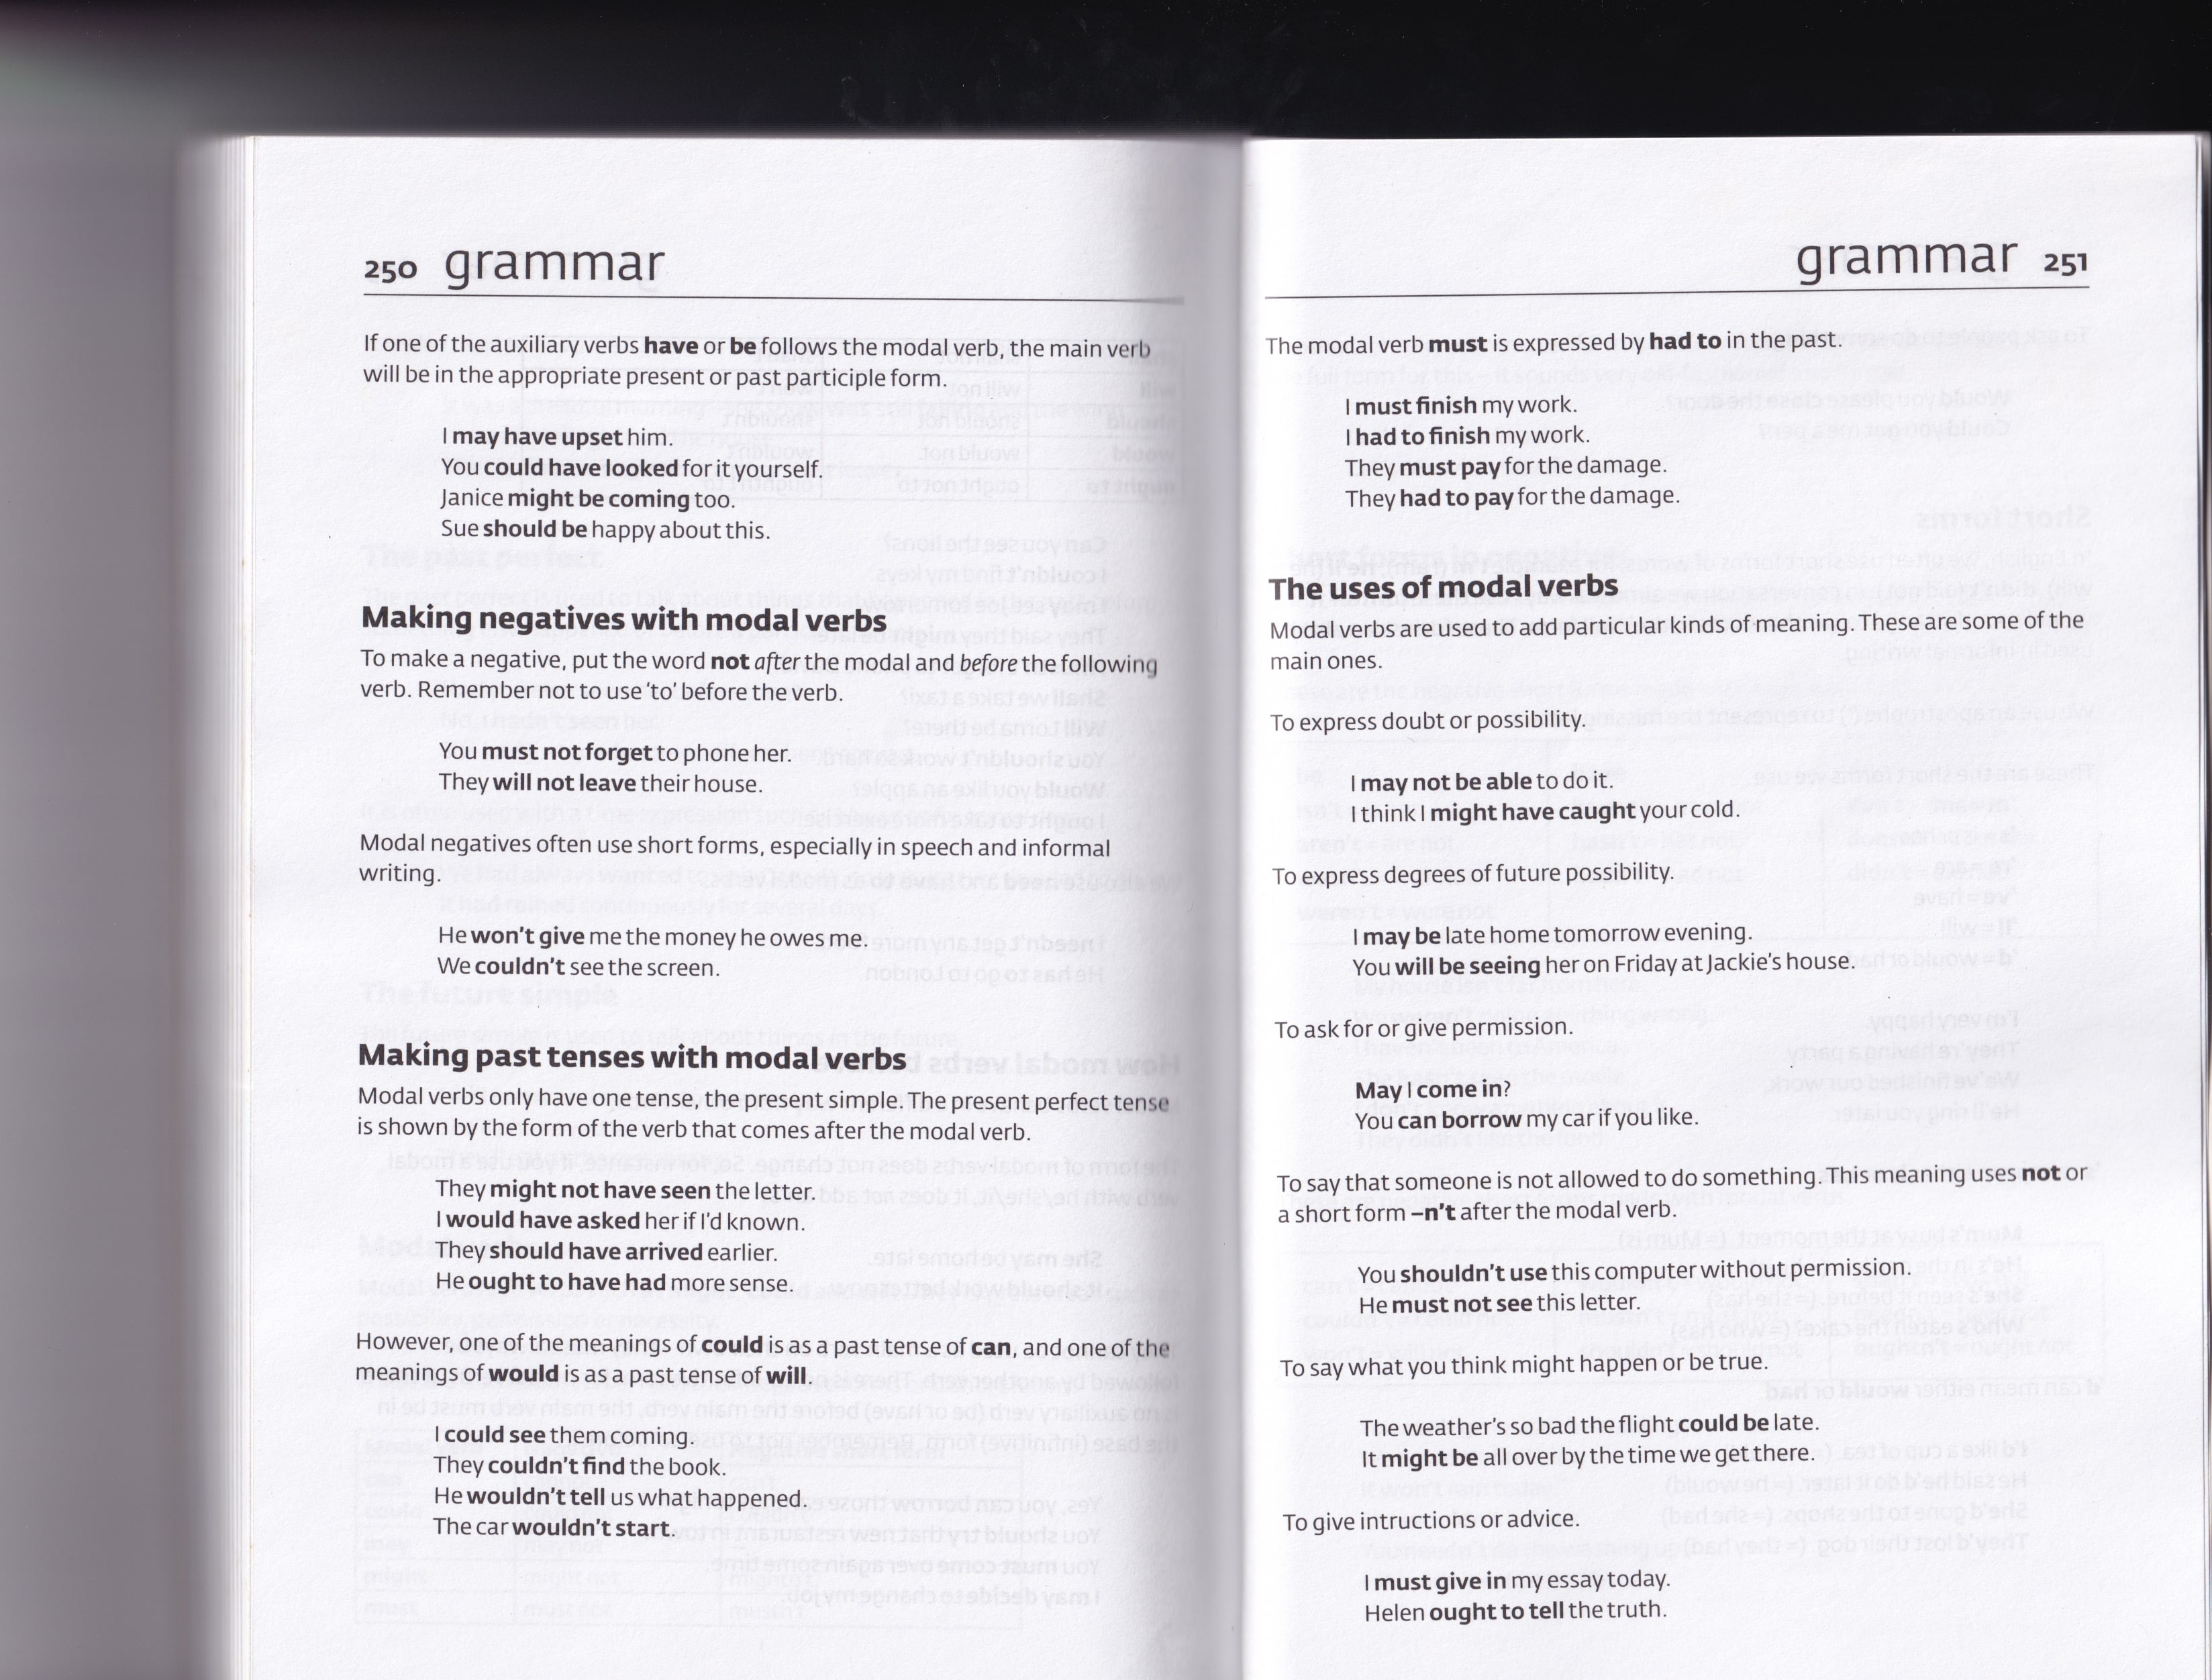 250 grammar
If one of the auxiliary verbs have or be follows the modal verb, the main verb
will be in the appropriate present or past participle form.
I may have upset him.
You could have looked for it yourself.
Janice might be coming too.
Sue should be happy about this.
Making negatives with modal verbs
To make a negative, put the word not after the modal and before the following
verb. Remember not to use ‘to’ before the verb.
You must not forget to phone her.
They will not leave their house.
Modal negatives often use short forms, especially in speech and informal
writing.
He won’t give me the money he owes me.
We couldn’t see the screen.
Making past tenses with modal verbs
Modal verbs only have one tense, the present simple. The present perfect tense
is shown by the form of the verb that comes after the modal verb.
They might not have seen the letter.
I would have asked her if I’d known.
They should have arrived earlier.
He ought to have had more sense.
However, one of the meanings of could is as a past tense of can, and one of the
meanings of would is as a past tense of will.
I could see them coming.
They couldn’t find the book.
He wouldn’t tell us what happened.
The car wouldn’t start.
grammar 251
The modal verb must is expressed by had to in the past.
I must finish my work.
I had to finish my work.
They must pay for the damage.
They had to pay for the damage.
The uses of modal verbs
Modal verbs are used to add particular kinds of meaning. These are some of the
main ones.
To express doubt or possibility.
I may not be able to do it.
I think I might have caught your cold.
To express degrees of future possibility.
I may be late home tomorrow evening.
You will be seeing her on Friday at Jackie’s house.
To ask for or give permission.
May I come in?
You can borrow my car if you like.
To say that someone is not allowed to do something. This meaning uses not or
a short form –n’t after the modal verb.
You shouldn’t use this computer without permission.
He must not see this letter.
To say what you think might happen or be true.
The weather’s so bad the flight could be late.
It might be all over by the time we get there.
To give intructions or advice.
I must give in my essay today.
Helen ought to tell the truth.